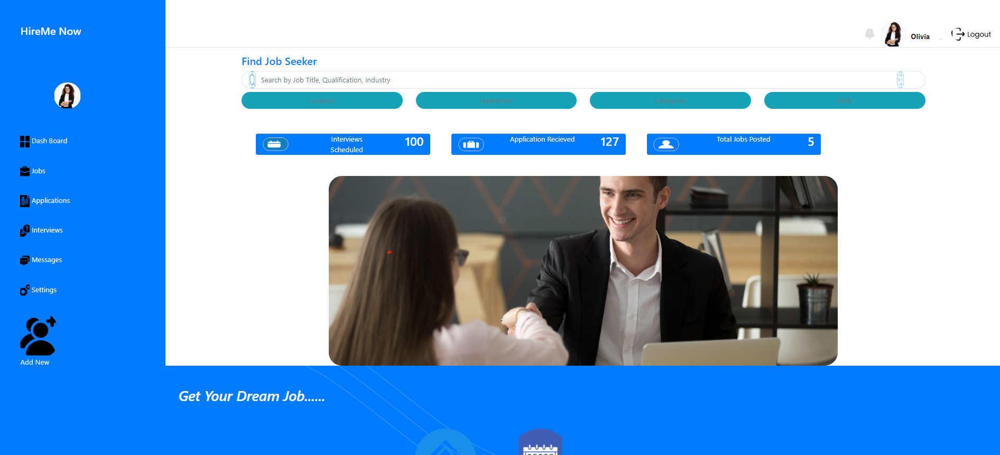 HireMe Now
Olivia
Logout
Find Job Seeker
Search by Job Title, Qualification, Industry
Location
Experience
Categorie
Skills
Interviews
Scheduled
100
Application Recieved
127
Total Jobs Posted
5
Dash Board
Jobs
Applications
Interviews
Messages
Settings
Add New
Get Your Dream Job......